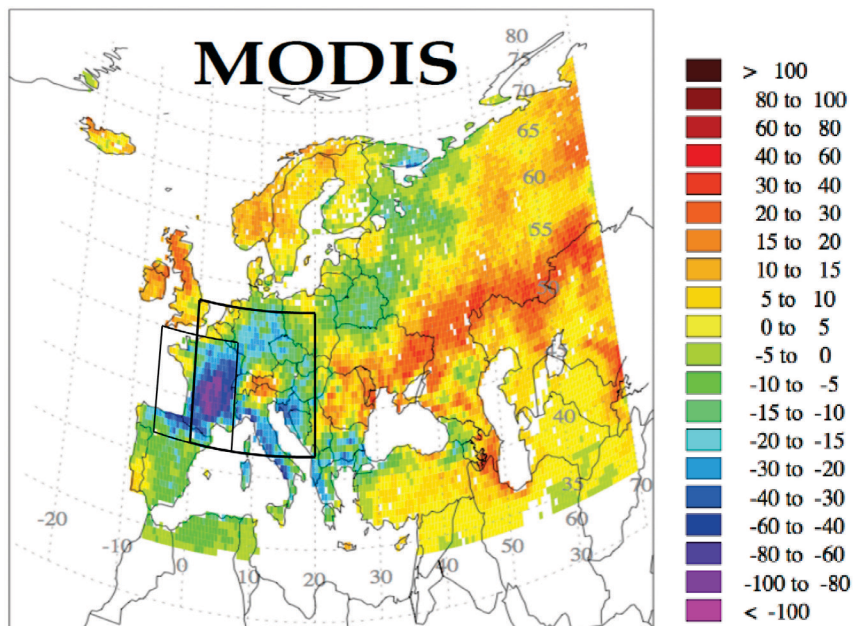 MODIS
80
75
70
65
60
55
50
40
35
70
60
30
50
40
30
20
10
0
-10
-20
> 100
80 to 100
60 to 80
40 to 60
30 to 40
20 to 30
15 to 20
10 to 15
5 to 10
0 to 5
-5 to 0
-10 to -5
-15 to -10
-20 to -15
-30 to -20
-40 to -30
-60 to -40
-80 to -60
-100 to -80
< -100